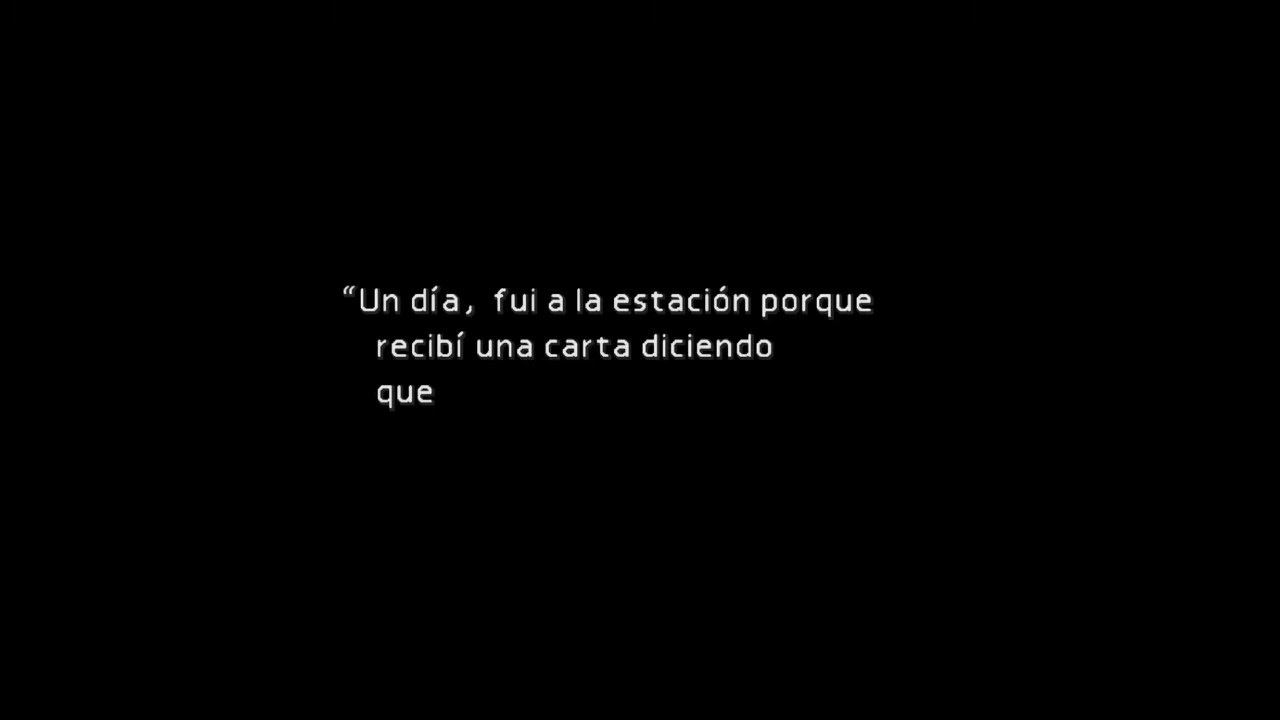 “Un día, fui a la estación porque
recibí una carta diciendo
que